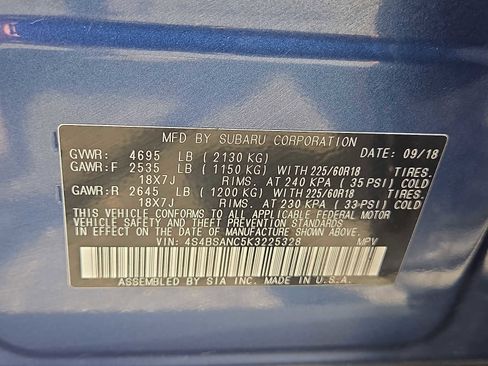 MFD BY SUBARU CORPORATION
GVWR: 4695 LB ( 2130 KG) DATE: 09/18
GAWR:F 2535 LB ( 1150 KG) WITH 225/60R18 TIRES.
18X7J RIMS. AT 240 KPA ( 35 PSI) COLD
GAWR:R 2645 LB ( 1200 KG) WITH 225/60R18 TIRES.
18X7J RIMS. AT 230 KPA ( 33 PSI) COLD
THIS VEHICLE CONFORMS TO ALL APPLICABLE FEDERAL MOTOR
VEHICLE SAFETY AND THEFT PREVENTION STANDARDS
IN EFFECT ON THE DATE OF MANUFACTURE SHOWN ABOVE.
VIN: 4S4BSANC5K3225328 MPV
ASSEMBLED BY SIA INC. MADE IN U.S.A.